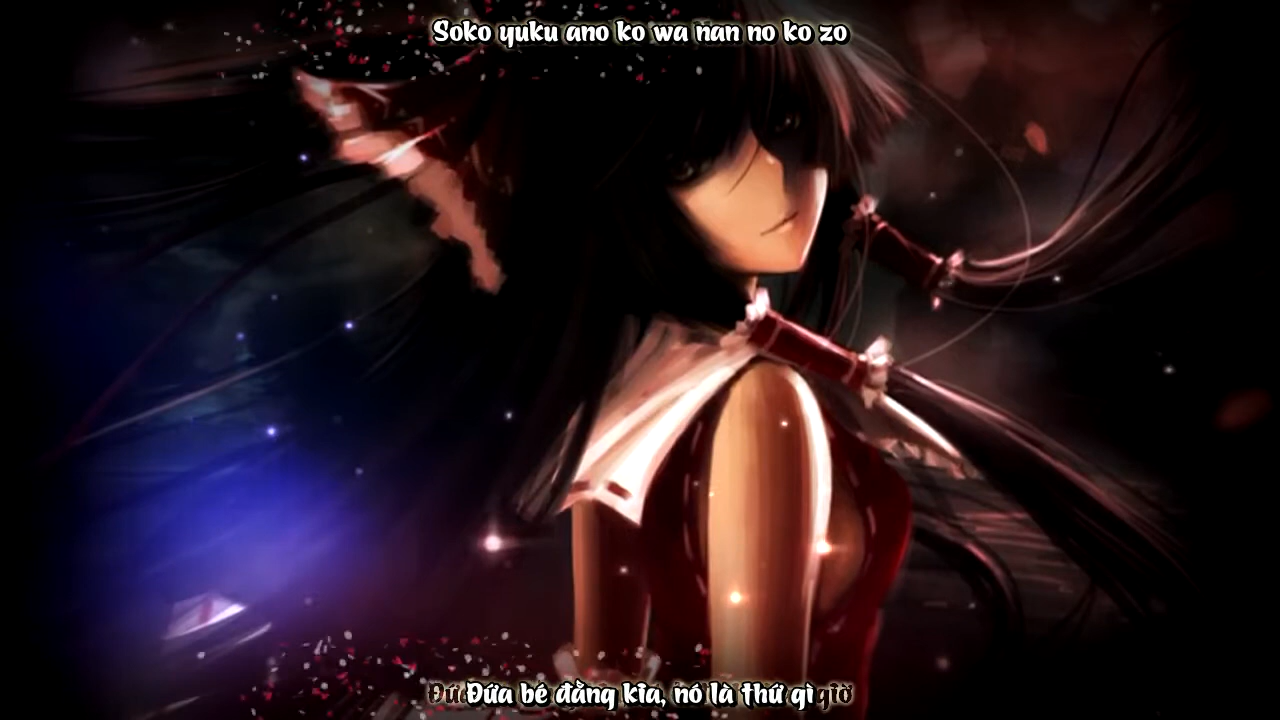 Soko yuku ano ko wa nan no ko zo
Đứa bé đằng kia, nó là thứ gì